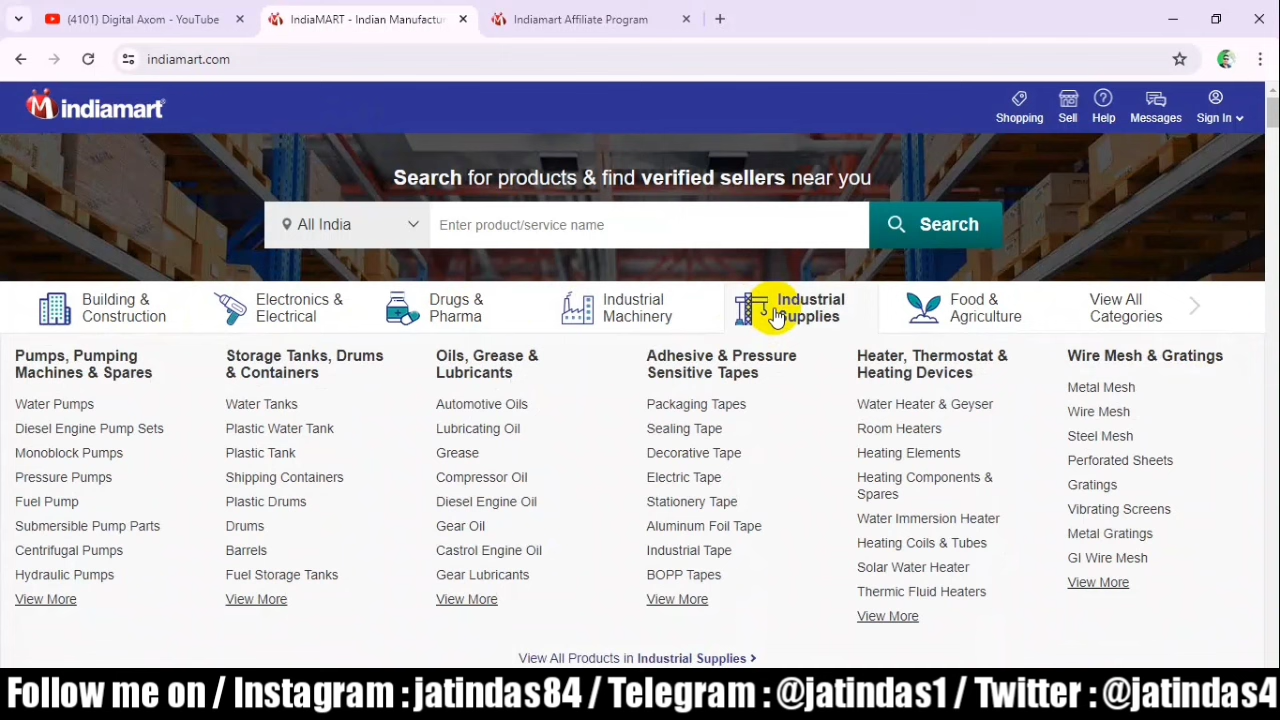 (4101) Digital Axom - YouTube
IndiaMART - Indian Manufactur
Indiamart Affiliate Program
indiamart.com
indiamart
Shopping
Sell
Help
Messages
Sign In
Search for products & find verified sellers near you
All India
Enter product/service name
Search
Building &
Construction
Electronics &
Electrical
Drugs &
Pharma
Industrial
Machinery
Industrial
Supplies
Food &
Agriculture
View All
Categories
Pumps, Pumping
Machines & Spares
Water Pumps
Diesel Engine Pump Sets
Monoblock Pumps
Pressure Pumps
Fuel Pump
Submersible Pump Parts
Centrifugal Pumps
Hydraulic Pumps
View More
Storage Tanks, Drums
& Containers
Water Tanks
Plastic Water Tank
Plastic Tank
Shipping Containers
Plastic Drums
Drums
Barrels
Fuel Storage Tanks
View More
Oils, Grease &
Lubricants
Automotive Oils
Lubricating Oil
Grease
Compressor Oil
Diesel Engine Oil
Gear Oil
Castrol Engine Oil
Gear Lubricants
View More
Adhesive & Pressure
Sensitive Tapes
Packaging Tapes
Sealing Tape
Decorative Tape
Electric Tape
Stationery Tape
Aluminum Foil Tape
Industrial Tape
BOPP Tapes
View More
Heater, Thermostat &
Heating Devices
Water Heater & Geyser
Room Heaters
Heating Elements
Heating Components &
Spares
Water Immersion Heater
Heating Coils & Tubes
Solar Water Heater
Thermic Fluid Heaters
View More
Wire Mesh & Gratings
Metal Mesh
Wire Mesh
Steel Mesh
Perforated Sheets
Gratings
Vibrating Screens
Metal Gratings
GI Wire Mesh
View More
View All Products in Industrial Supplies
Follow me on / Instagram : jatindas84 / Telegram : @jatindas1 / Twitter : @jatindas4